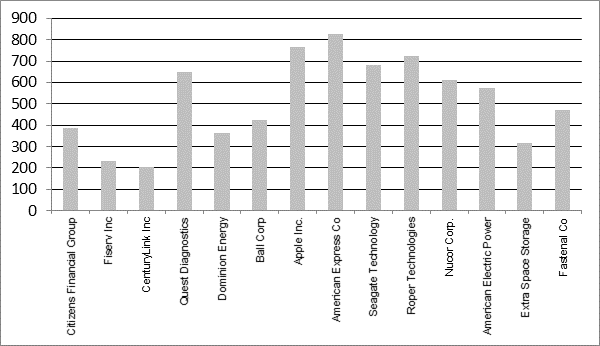 900
800
700
600
500
400
300
200
100
0
Citizens Financial Group
Fiserv Inc
CenturyLink Inc
Quest Diagnostics
Dominion Energy
Ball Corp
Apple Inc.
American Express Co
Seagate Technology
Roper Technologies
Nucor Corp.
American Electric Power
Extra Space Storage
Fastenal Co